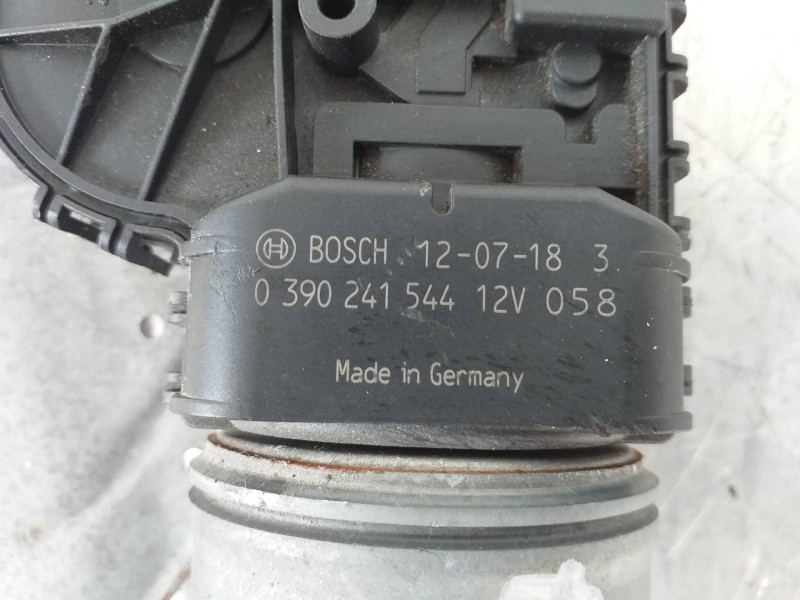 BOSCH 12-07-18 3
0 390 241 544 12V 058
Made in Germany